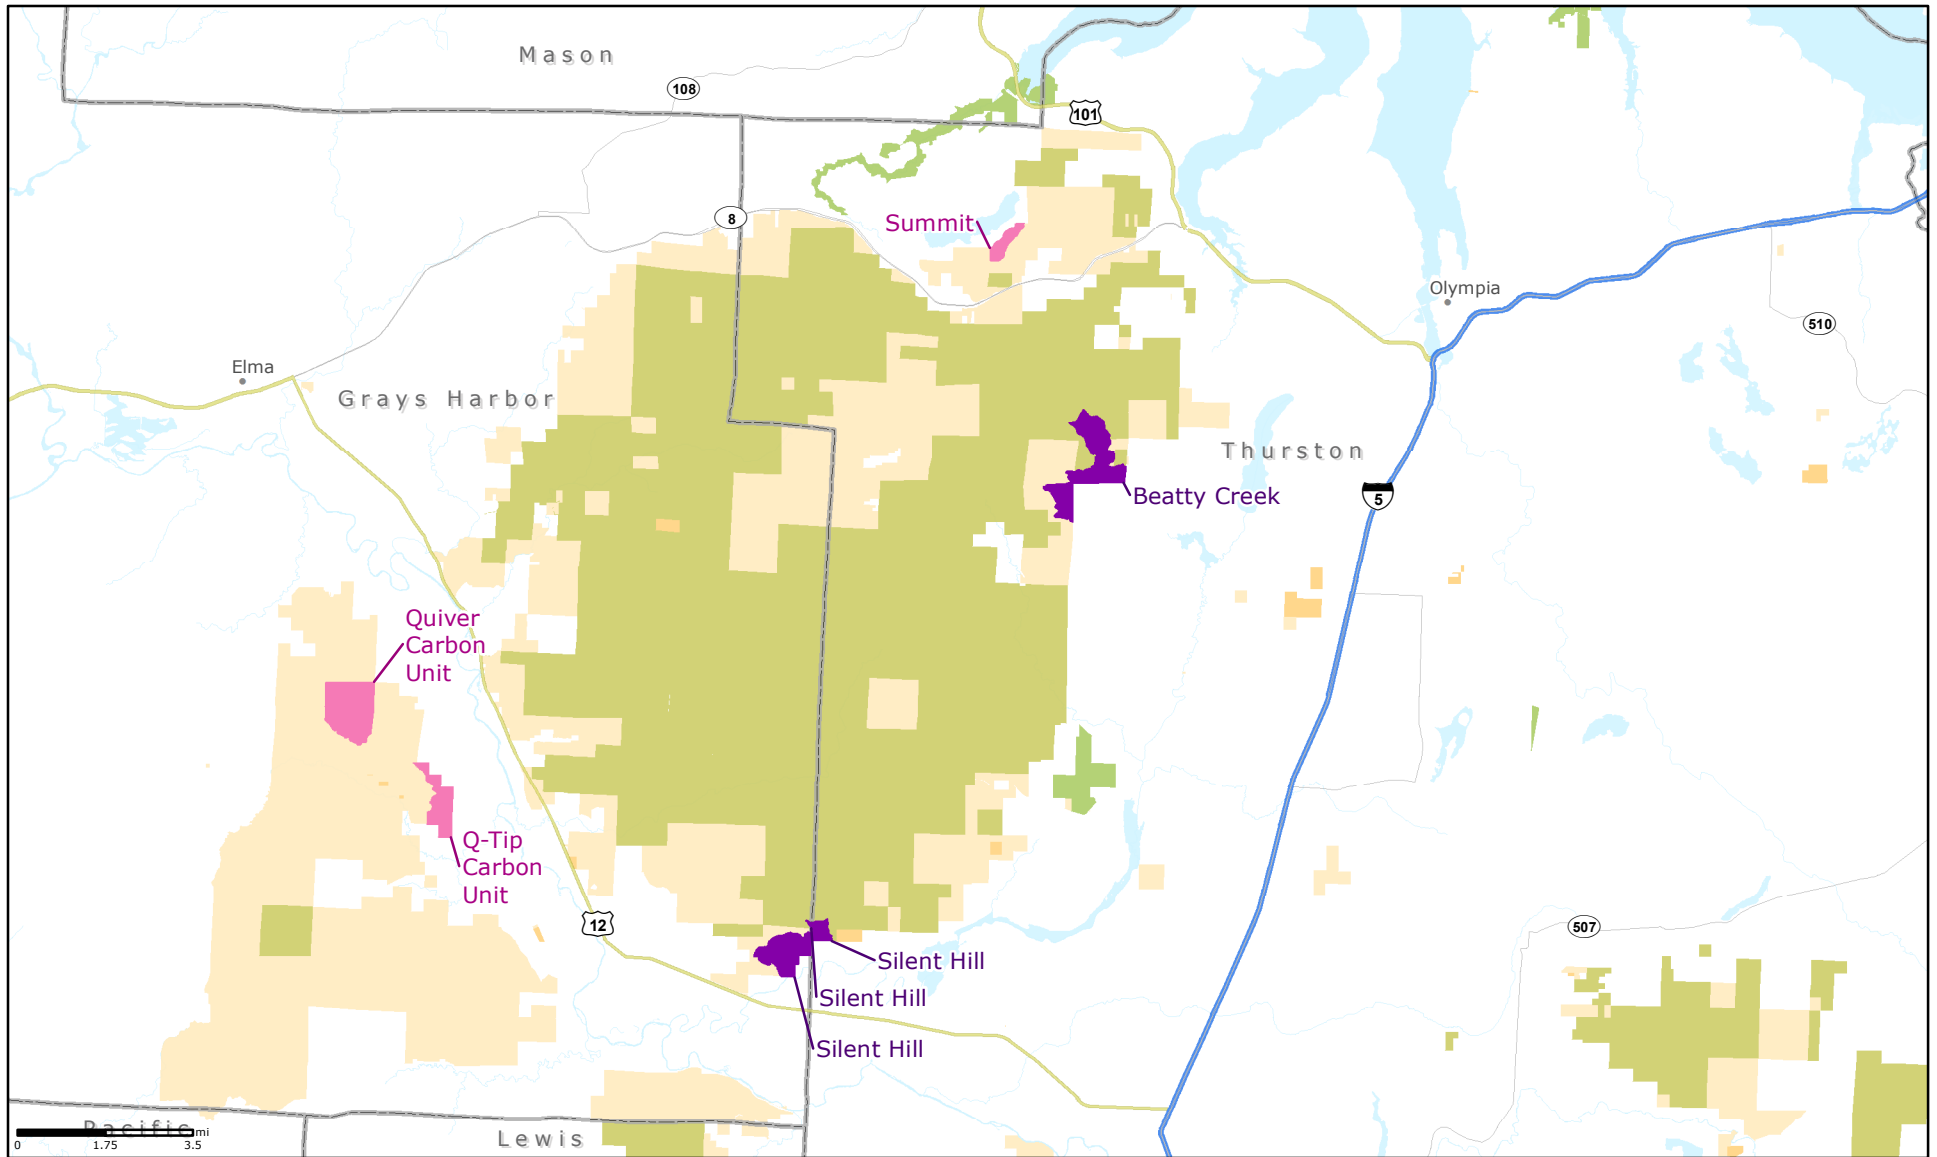 Mason
108
101
8
Summit
Olympia
510
Elma
Grays Harbor
Thurston
Beatty Creek
5
Quiver
Carbon
Unit
Q-Tip
Carbon
Unit
12
507
Silent Hill
Silent Hill
Silent Hill
Pacific
mi
0 1.75 3.5
Lewis